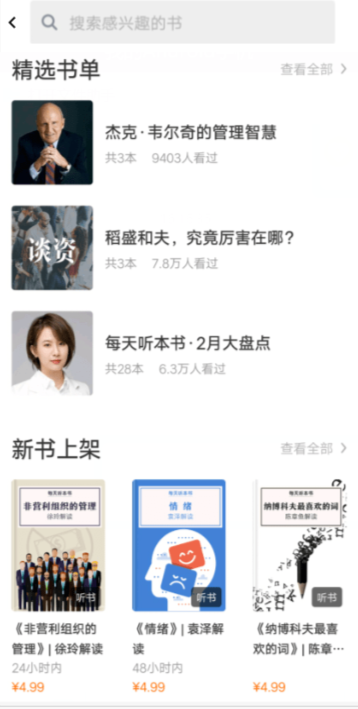 搜索感兴趣的书
精选书单
查看全部
杰克·韦尔奇的管理智慧
共3本 9403人看过
谈资
稻盛和夫，究竟厉害在哪？
共3本 7.8万人看过
每天听本书·2月大盘点
共28本 6.3万人看过
新书上架
查看全部
每天听本书
非营利组织的管理
徐玲解读
听书
每天听本书
情绪
袁泽解读
听书
每天听本书
纳博科夫最喜欢的词
陈章鱼解读
听书
《非营利组织的
管理》| 徐玲解读
24小时内
¥4.99
《情绪》| 袁泽解
读
48小时内
¥4.99
《纳博科夫最喜
欢的词》| 陈章…
¥4.99